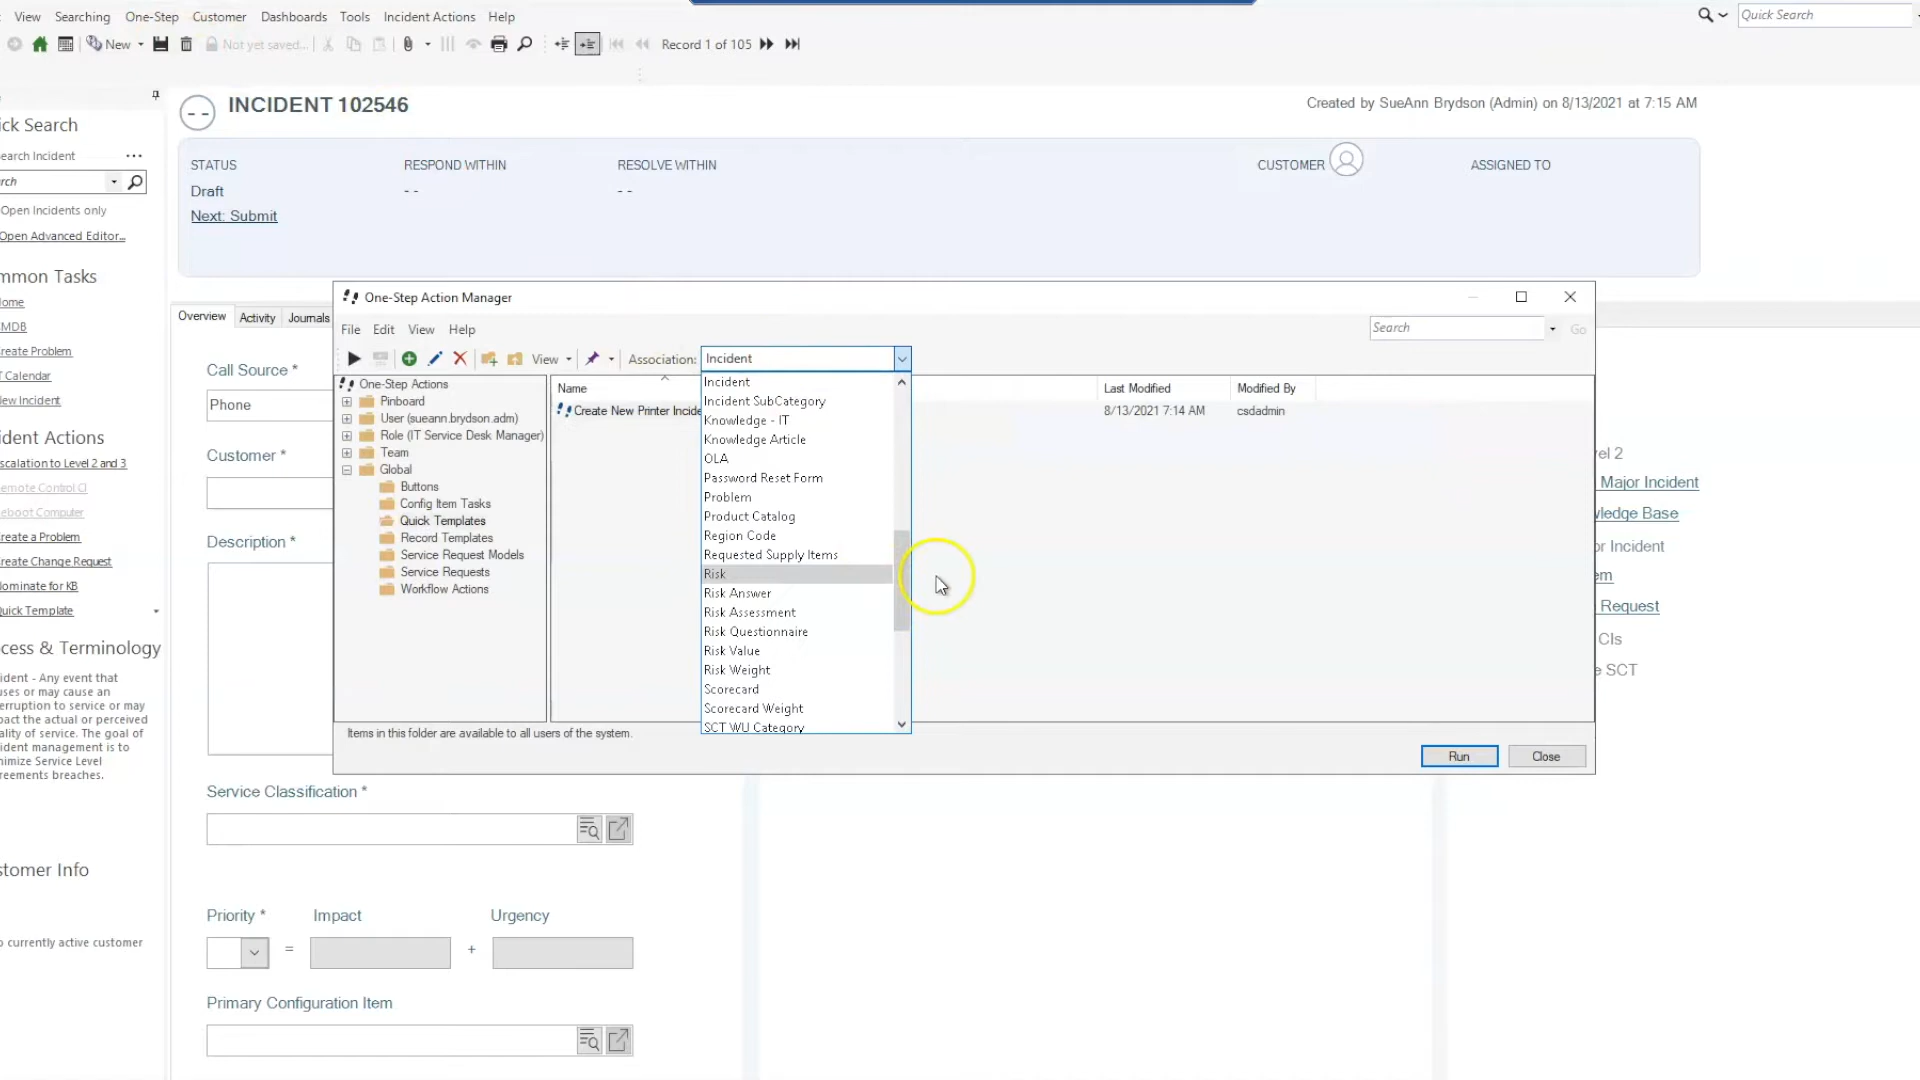 View Searching One-Step Customer Dashboards Tools Incident Actions Help
Quick Search
New Not yet saved... Record 1 of 105
INCIDENT 102546
Created by SueAnn Brydson (Admin) on 8/13/2021 at 7:15 AM
ick Search
earch Incident ...
rch
Open Incidents only
Open Advanced Editor...
STATUS RESPOND WITHIN RESOLVE WITHIN CUSTOMER ASSIGNED TO
Draft - - - -
Next: Submit
mmon Tasks
ome
MDB
reate Problem
T Calendar
ew Incident
ident Actions
scalation to Level 2 and 3
emote Control CI
eboot Computer
reate a Problem
reate Change Request
ominate for KB
uick Template
cess & Terminology
ident - Any event that
uses or may cause an
erruption to service or may
pact the actual or perceived
ality of service. The goal of
ident management is to
nimize Service Level
reements breaches.
stomer Info
o currently active customer
Overview Activity Journals
Call Source *
Phone
Customer *
Description *
Service Classification *
Priority * Impact Urgency
= +
Primary Configuration Item
One-Step Action Manager
File Edit View Help
Search Go
View Association: Incident
One-Step Actions
Pinboard
User (sueann.brydson.adm)
Role (IT Service Desk Manager)
Team
Global
Buttons
Config Item Tasks
Quick Templates
Record Templates
Service Request Models
Service Requests
Workflow Actions
Name Last Modified Modified By
Create New Printer Incide 8/13/2021 7:14 AM csdadmin
Incident
Incident SubCategory
Knowledge - IT
Knowledge Article
OLA
Password Reset Form
Problem
Product Catalog
Region Code
Requested Supply Items
Risk
Risk Answer
Risk Assessment
Risk Questionnaire
Risk Value
Risk Weight
Scorecard
Scorecard Weight
SCT WU Category
Items in this folder are available to all users of the system.
Run Close
el 2
Major Incident
ledge Base
or Incident
em
Request
CIs
e SCT